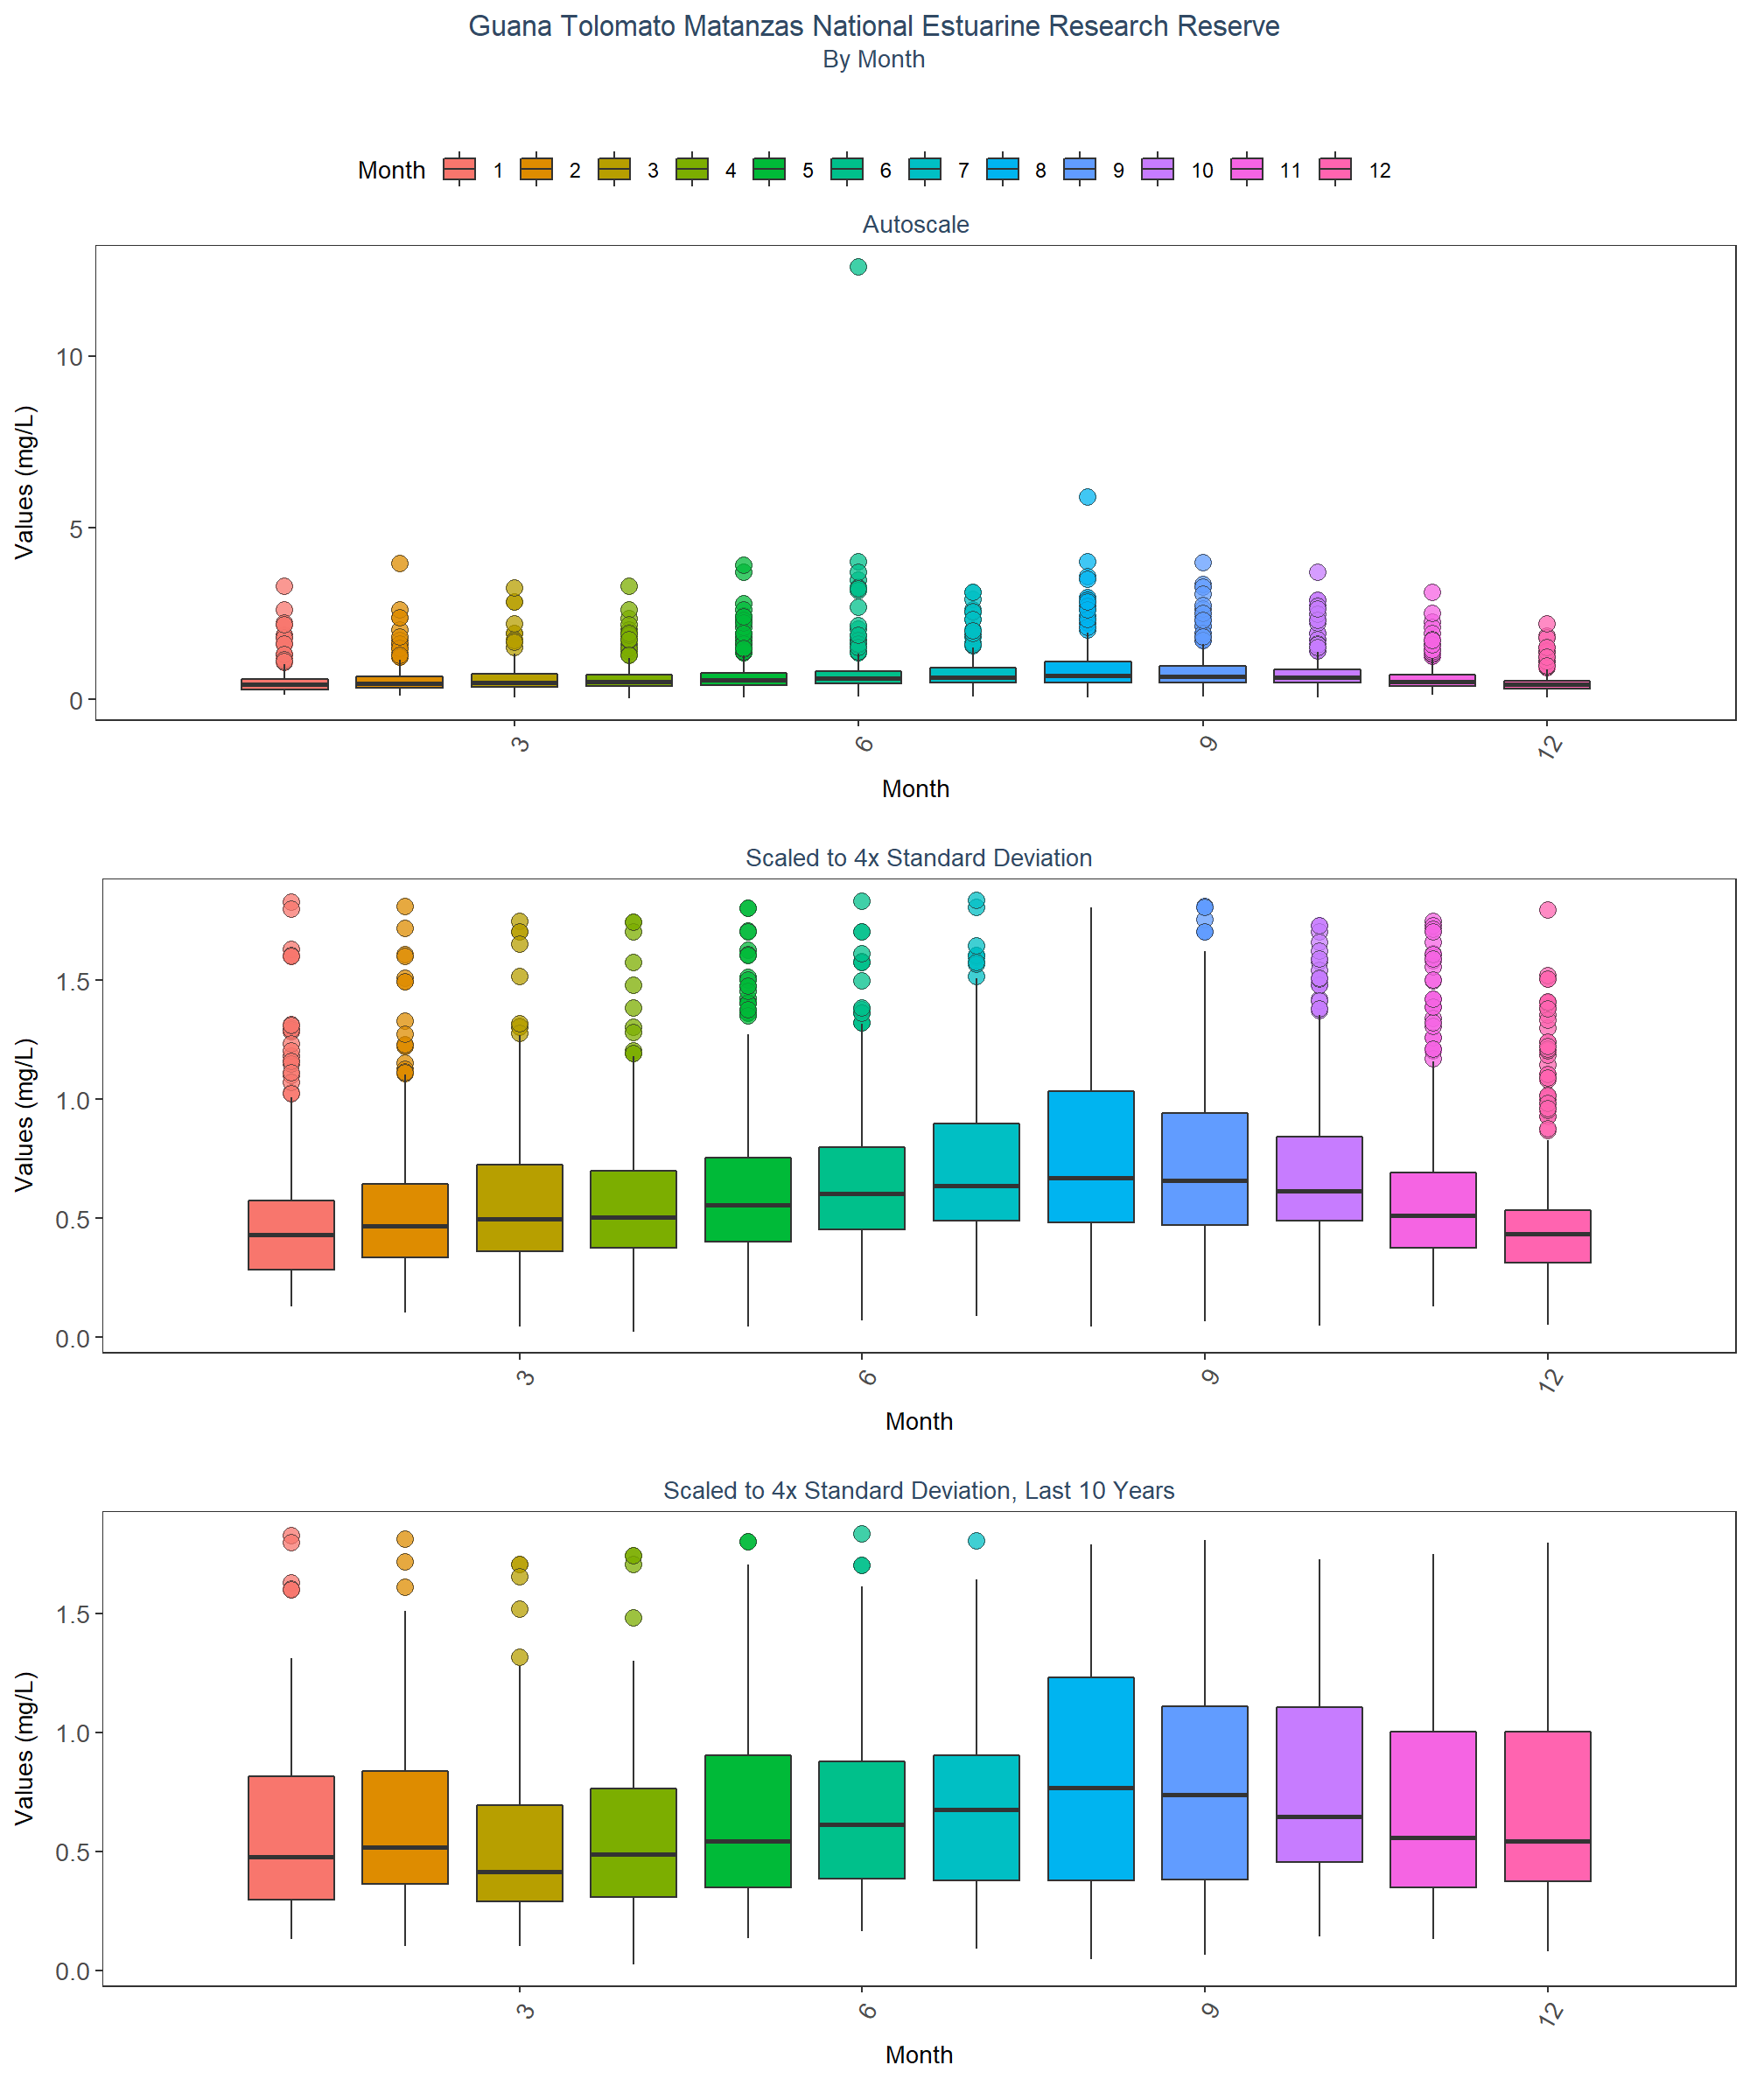 Guana Tolomato Matanzas National Estuarine Research Reserve
By Month
Month 1 2 3 4 5 6 7 8 9 10 11 12
Autoscale
Values (mg/L)
10
5
0
3 6 9 12
Month
Scaled to 4x Standard Deviation
Values (mg/L)
1.5
1.0
0.5
0.0
3 6 9 12
Month
Scaled to 4x Standard Deviation, Last 10 Years
Values (mg/L)
1.5
1.0
0.5
0.0
3 6 9 12
Month